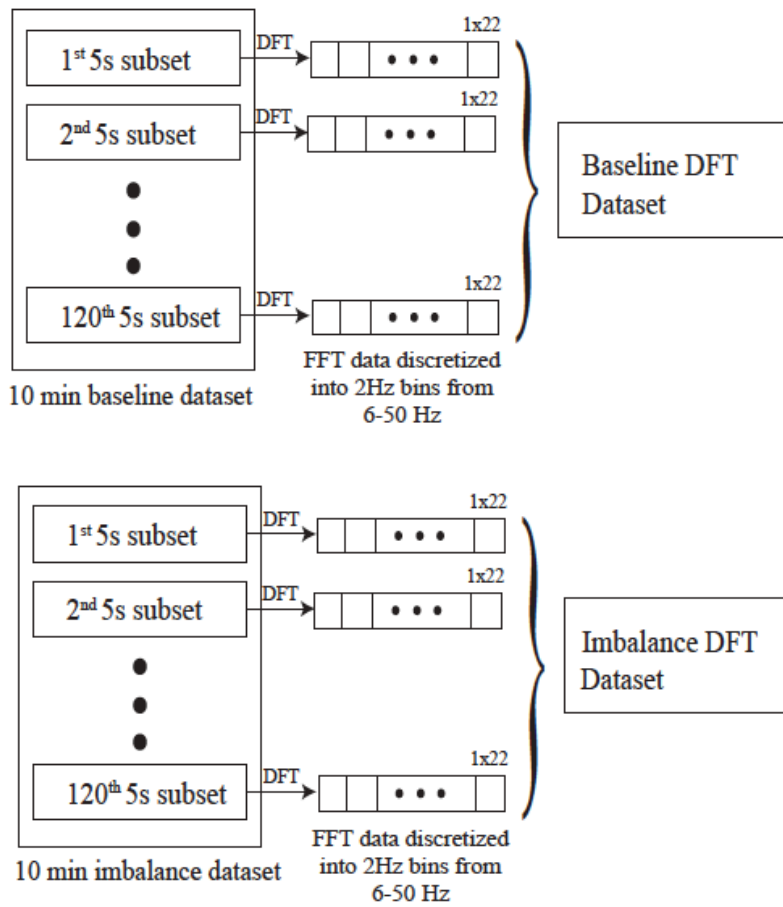 1x22
1st 5s subset
DFT
1x22
2nd 5s subset
DFT
Baseline DFT
Dataset
1x22
120th 5s subset
DFT
FFT data discretized
into 2Hz bins from
6-50 Hz
10 min baseline dataset
1x22
1st 5s subset
DFT
1x22
2nd 5s subset
DFT
Imbalance DFT
Dataset
1x22
120th 5s subset
DFT
FFT data discretized
into 2Hz bins from
6-50 Hz
10 min imbalance dataset